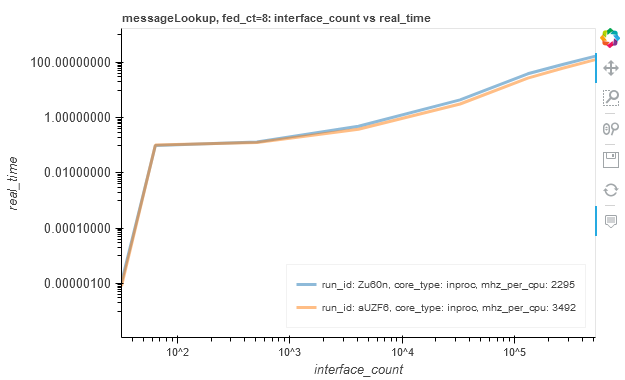 messageLookup, fed_ct=8: interface_count vs real_time
100.00000000
1.00000000
0.01000000
0.00010000
0.00000100
real_time
run_id: Zu60n, core_type: inproc, mhz_per_cpu: 2295
run_id: aUZF6, core_type: inproc, mhz_per_cpu: 3492
10^2 10^3 10^4 10^5
interface_count